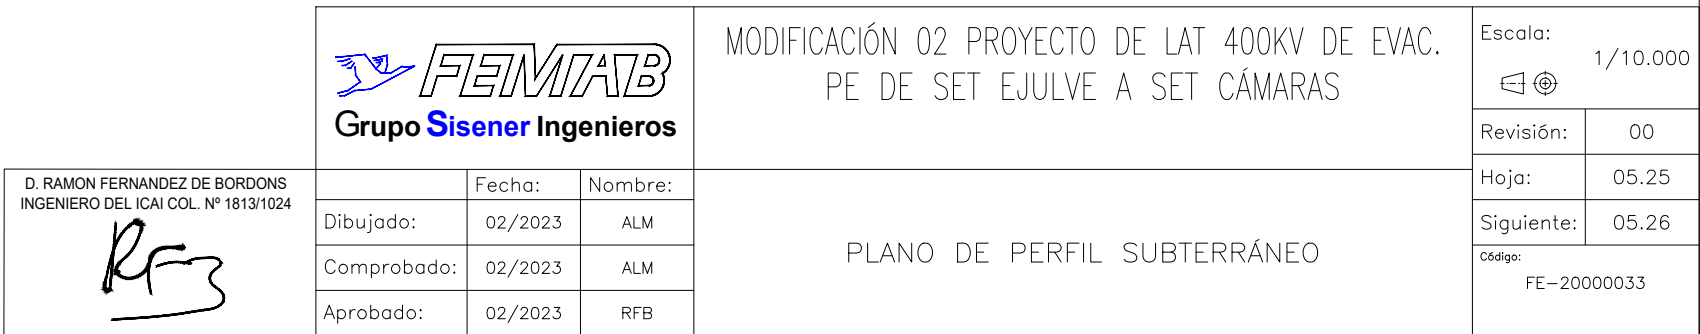 FEMAB
Grupo Sisener Ingenieros
MODIFICACIÓN 02 PROYECTO DE LAT 400KV DE EVAC.
PE DE SET EJULVE A SET CÁMARAS
Escala:
1/10.000
Revisión: 00
D. RAMON FERNANDEZ DE BORDONS
INGENIERO DEL ICAI COL. Nº 1813/1024
RFB
Fecha: Nombre:
Dibujado: 02/2023 ALM
Comprobado: 02/2023 ALM
Aprobado: 02/2023 RFB
PLANO DE PERFIL SUBTERRÁNEO
Hoja: 05.25
Siguiente: 05.26
Código:
FE-20000033